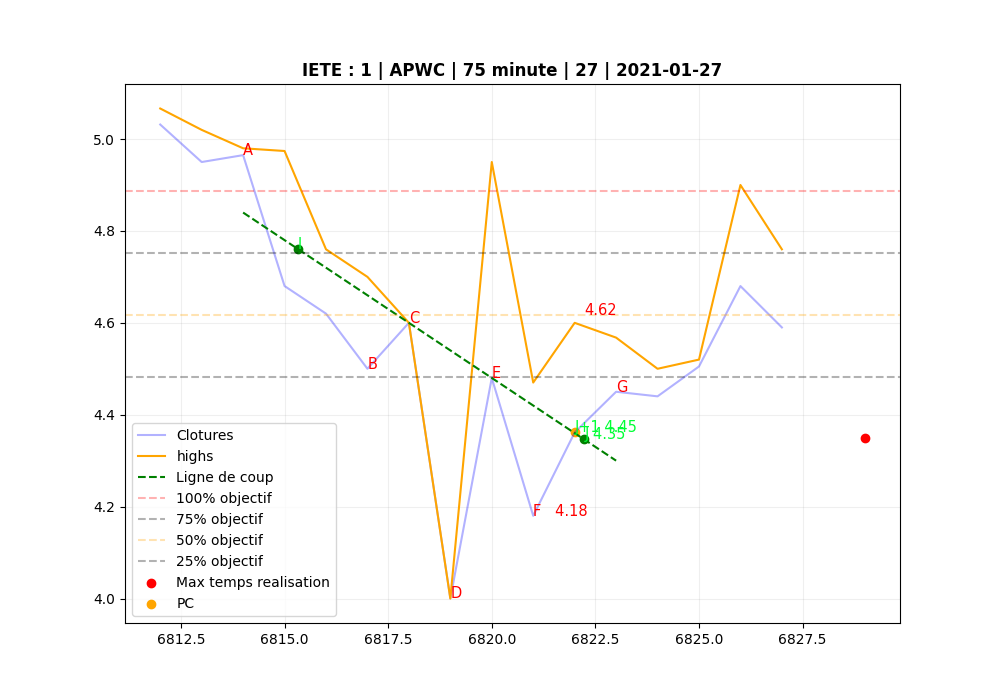 IETE : 1 | APWC | 75 minute | 27 | 2021-01-27
5.0
4.8
4.6
4.4
4.2
4.0
A
B
C
D
E
F 4.18
G
4.62
J+1 4.45
4.35
Clotures
highs
Ligne de coup
100% objectif
75% objectif
50% objectif
25% objectif
Max temps realisation
PC
6812.5 6815.0 6817.5 6820.0 6822.5 6825.0 6827.5